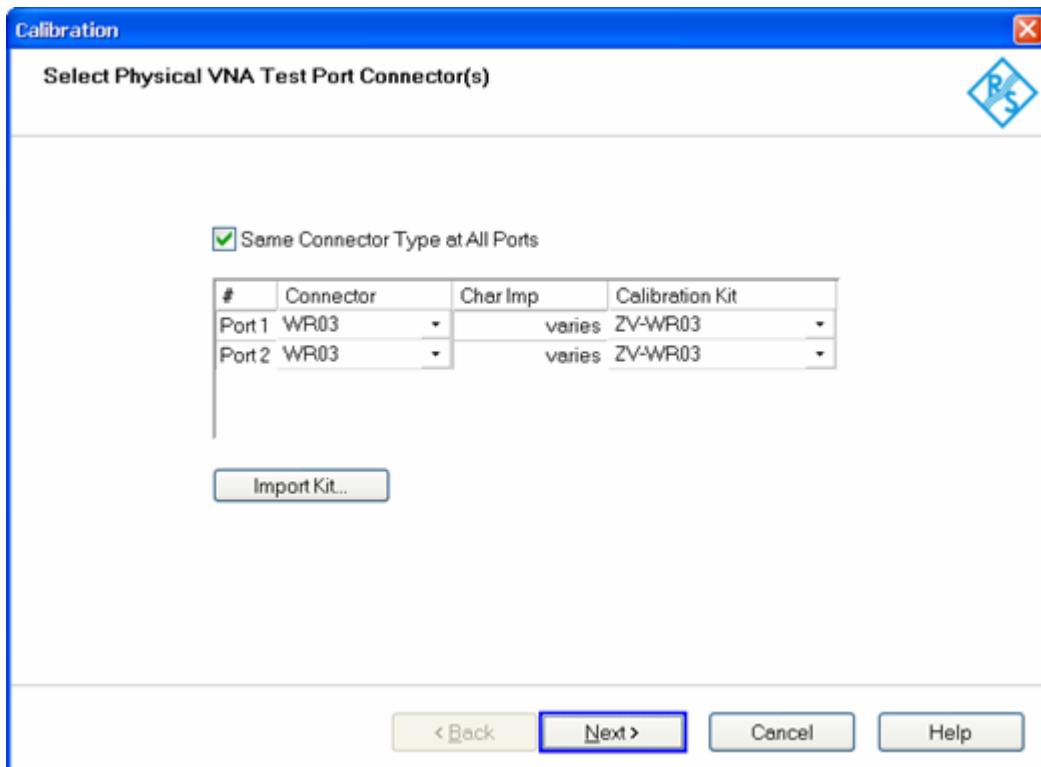 Calibration
Select Physical VNA Test Port Connector(s)
R S
Same Connector Type at All Ports
# Connector Char Imp Calibration Kit
Port 1 WR03 varies ZV-WR03
Port 2 WR03 varies ZV-WR03
Import Kit...
< Back Next > Cancel Help